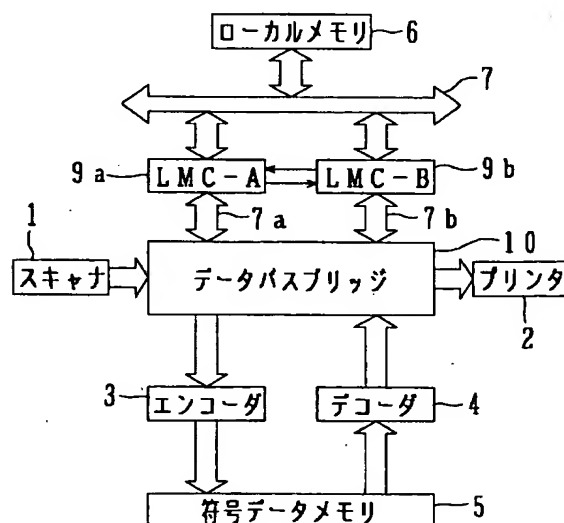 ローカルメモリ
6
7
9a
LMC-A
LMC-B
9b
7a
7b
1
10
スキャナ
データバスブリッジ
プリンタ
2
3
エンコーダ
デコーダ
4
符号データメモリ
5